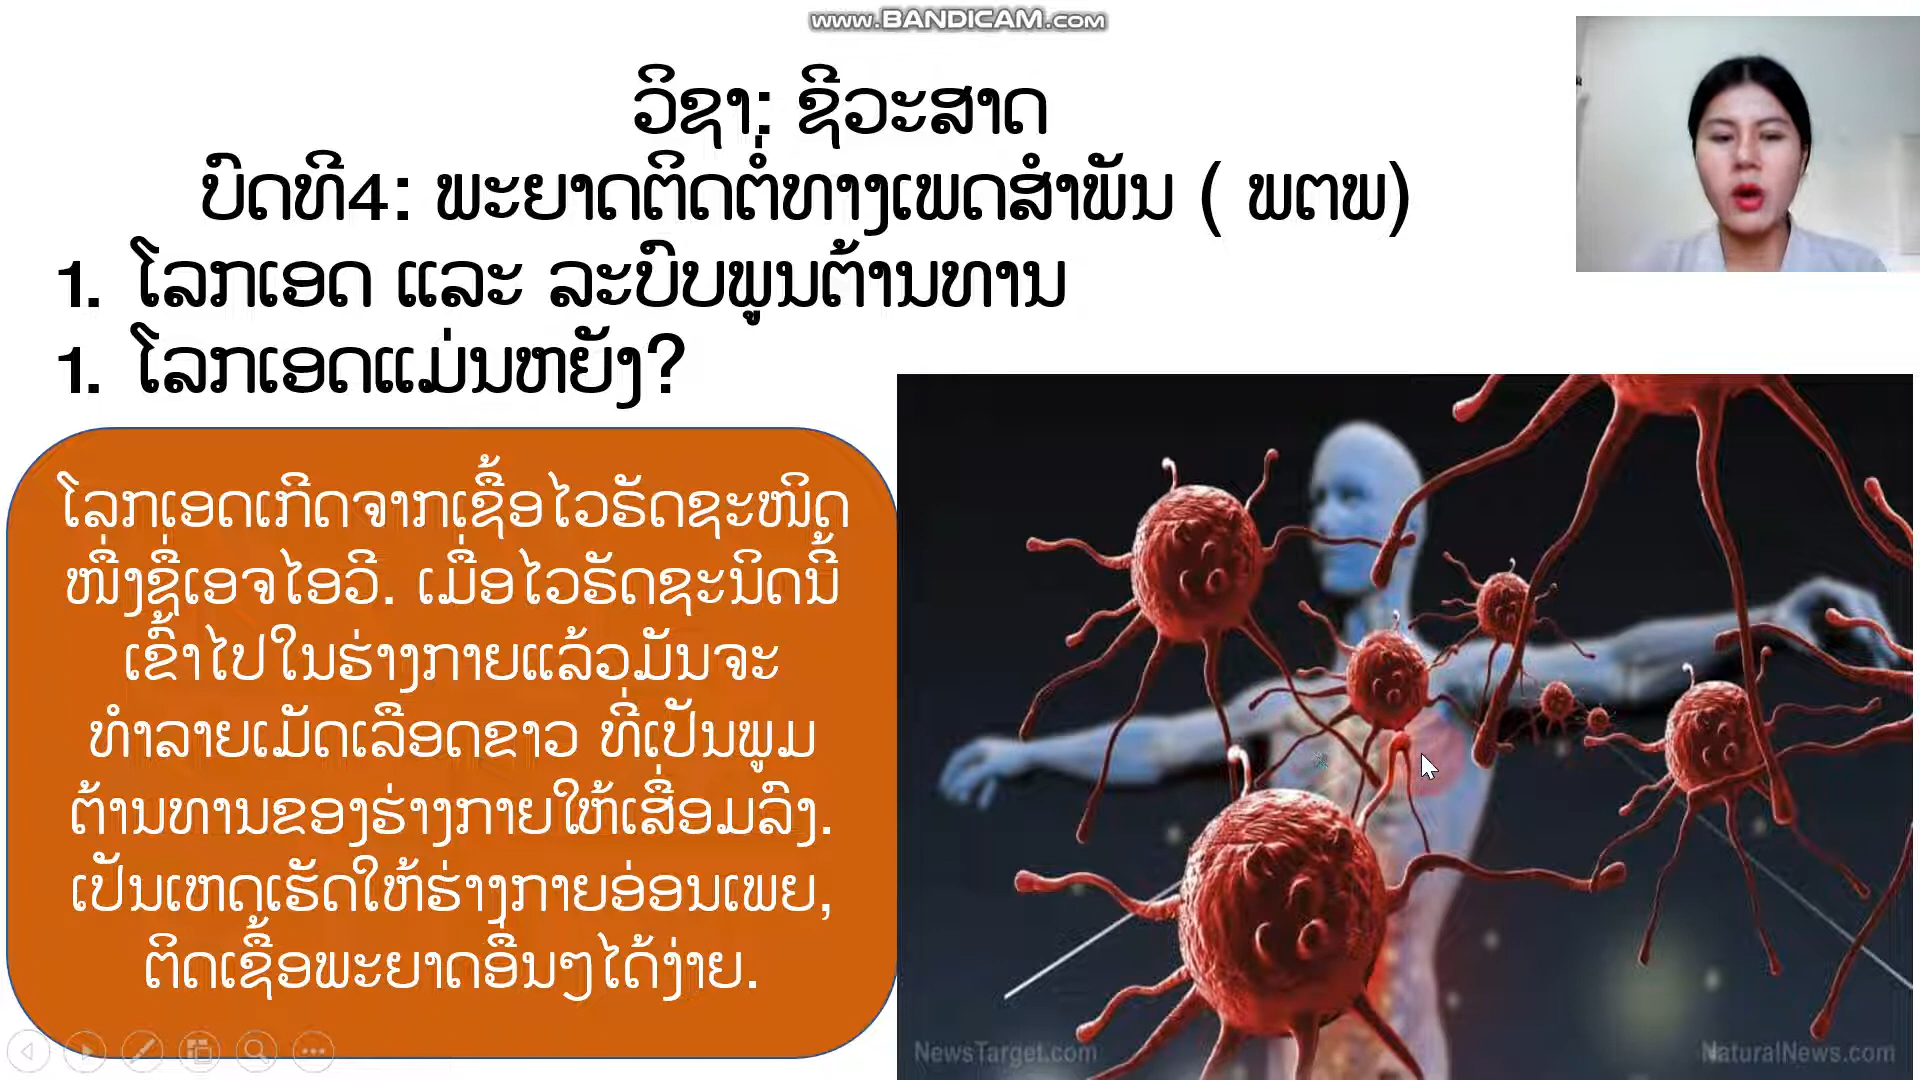 www.BANDICAM.com
ວິຊາ: ຊີວະສາດ
ບົດທີ4: ພະຍາດຕິດຕໍ່ທາງເພດສຳພັນ ( ພຕພ)
1. ໂລກເອດ ແລະ ລະບົບພູນຕ້ານທານ
1. ໂລກເອດແມ່ນຫຍັງ?
ໂລກເອດເກີດຈາກເຊື້ອໄວຣັດຊະໜິດ
ໜຶ່ງຊື່ເອຈໄອວີ. ເມື່ອໄວຣັດຊະນິດນີ້
ເຂົ້າໄປໃນຮ່າງກາຍແລ້ວມັນຈະ
ທຳລາຍເມັດເລືອດຂາວ ທີ່ເປັນພູມ
ຕ້ານທານຂອງຮ່າງກາຍໃຫ້ເສື່ອມລົງ.
ເປັນເຫດເຮັດໃຫ້ຮ່າງກາຍອ່ອນເພຍ,
ຕິດເຊື້ອພະຍາດອື່ນໆໄດ້ງ່າຍ.
NewsTarget.com
NaturalNews.com